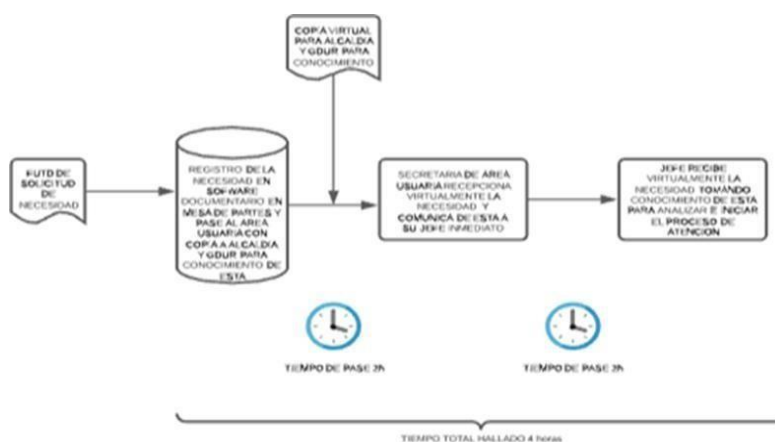 COPIA VIRTUAL
PARA ALCALDIA
Y GDUR PARA
CONOCIMIENTO
FUTD DE
SOLICITUD
DE
NECESIDAD
REGISTRO DE LA
NECESIDAD EN
SOFWARE
DOCUMENTARIO EN
MESA DE PARTES Y
PASE AL AREA
USUARIA CON
COPIA A ALCALDIA
Y GDUR PARA
CONOCIMIENTO DE
ESTA
SECRETARIA DE AREA
USUARIA RECEPCIONA
VIRTUALMENTE LA
NECESIDAD Y
COMUNICA DE ESTA A
SU JEFE INMEDIATO
JEFE RECIBE
VIRTUALMENTE LA
NECESIDAD TOMANDO
CONOCIMIENTO DE ESTA
PARA ANALIZAR E INICIAR
EL PROCESO DE
ATENCION
TIEMPO DE PASE 2h
TIEMPO DE PASE 2h
TIEMPO TOTAL HALLADO 4 horas